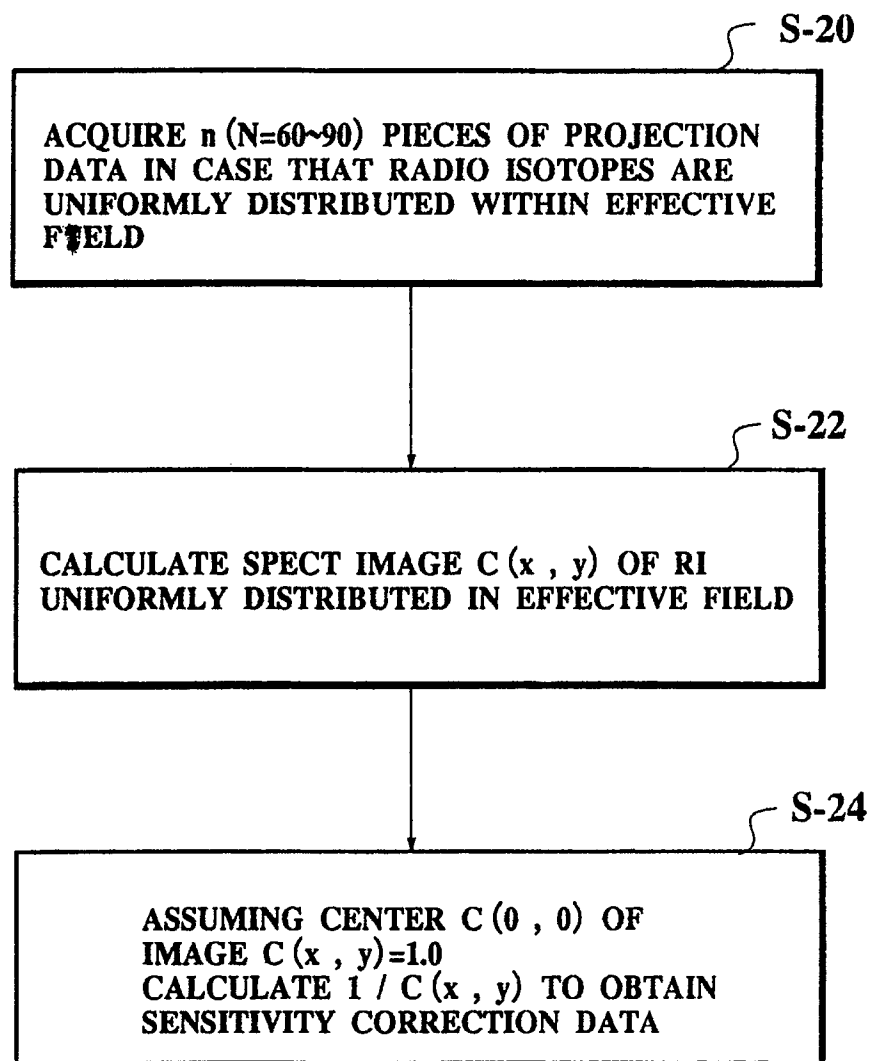 S-20
ACQUIRE n (N=60~90) PIECES OF PROJECTION
DATA IN CASE THAT RADIO ISOTOPES ARE
UNIFORMLY DISTRIBUTED WITHIN EFFECTIVE
FIELD
S-22
CALCULATE SPECT IMAGE C (x , y) OF RI
UNIFORMLY DISTRIBUTED IN EFFECTIVE FIELD
S-24
ASSUMING CENTER C (0 , 0) OF
IMAGE C (x , y)=1.0
CALCULATE 1 / C (x , y) TO OBTAIN
SENSITIVITY CORRECTION DATA